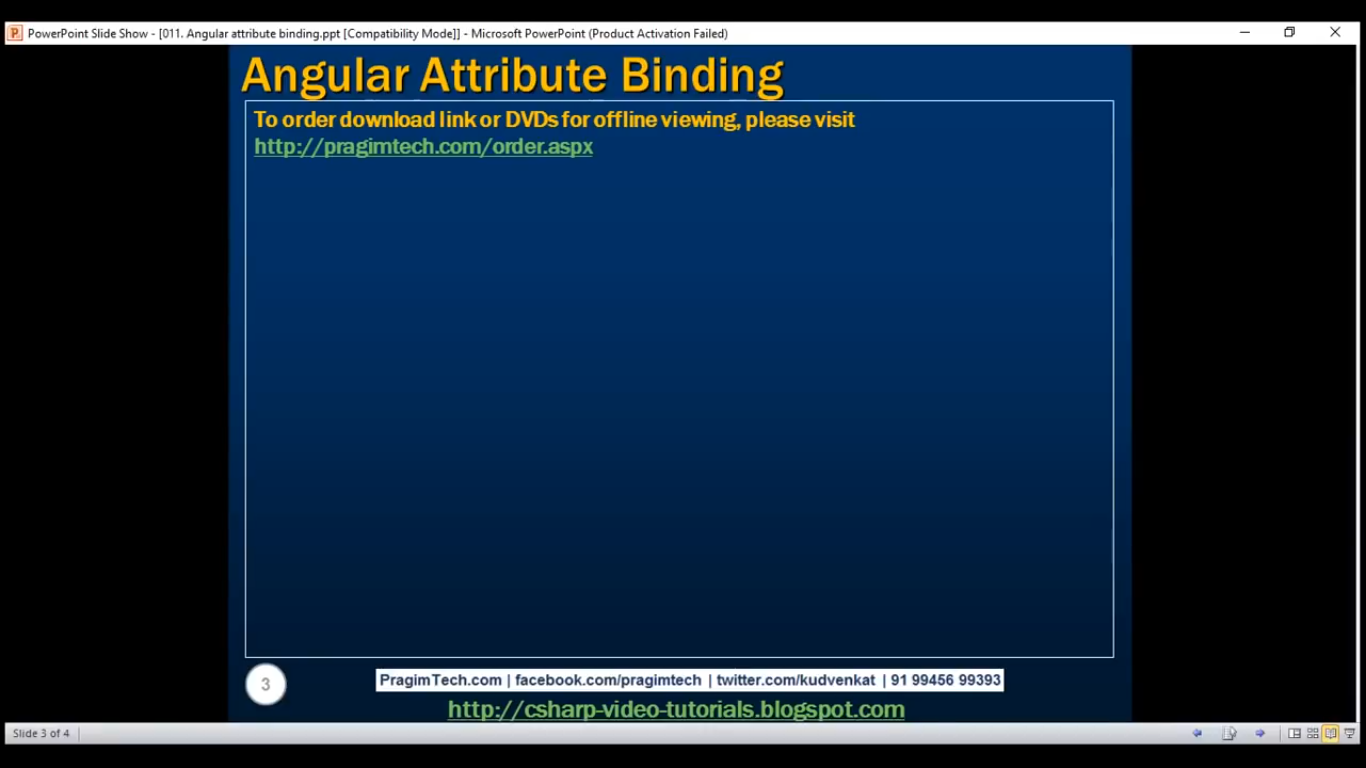 PowerPoint Slide Show - [011. Angular attribute binding.ppt [Compatibility Mode]] - Microsoft PowerPoint (Product Activation Failed)
Angular Attribute Binding
To order download link or DVDs for offline viewing, please visit
http://pragimtech.com/order.aspx
3
PragimTech.com | facebook.com/pragimtech | twitter.com/kudvenkat | 91 99456 99393
http://csharp-video-tutorials.blogspot.com
Slide 3 of 4